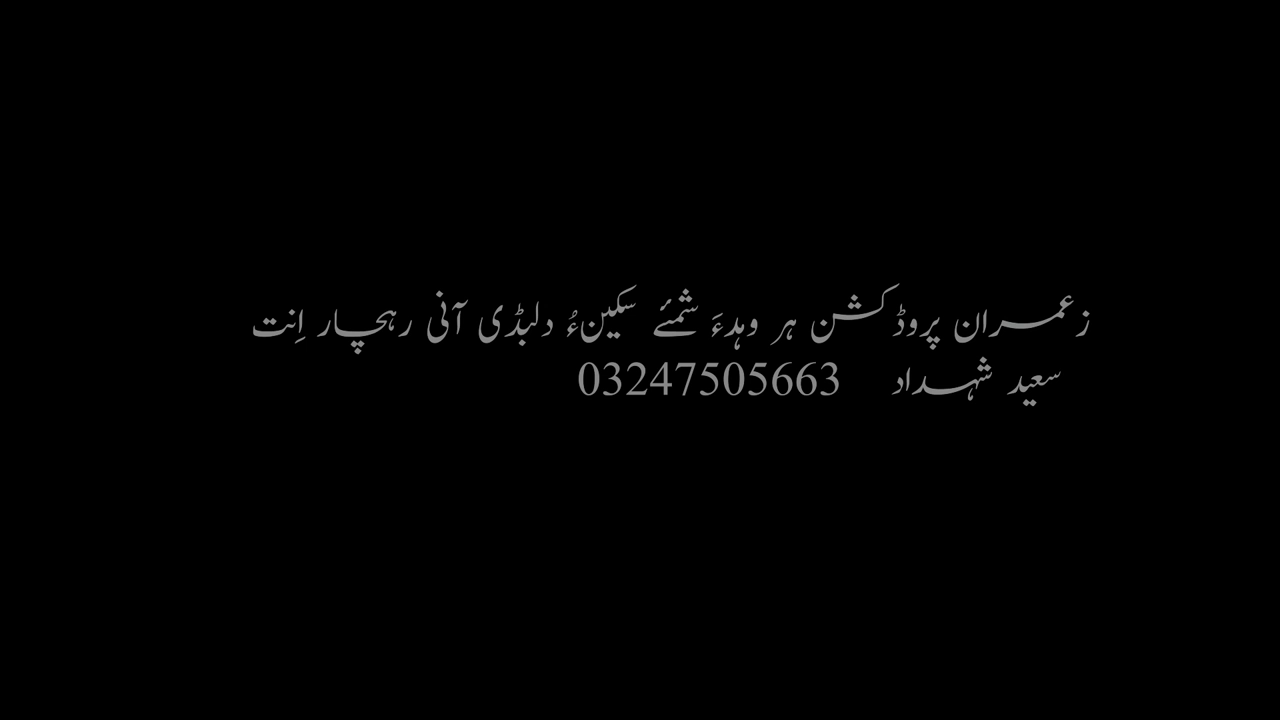 زعمران پروڈکشن ہر وہدءَ شمئے سکینءُ دلبڈی آنی رہچار اِنت
سعید شہداد 03247505663